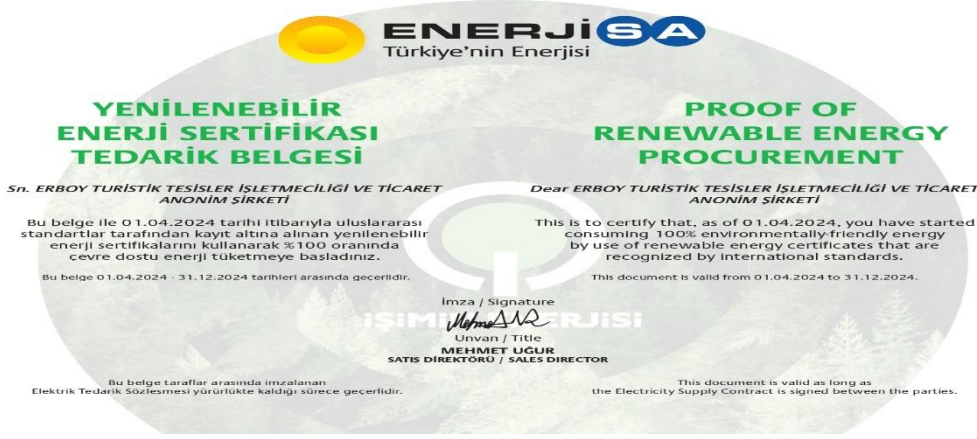 ENERJİSA
Türkiye'nin Enerjisi
YENİLENEBİLİR
ENERJİ SERTİFİKASI
TEDARİK BELGESİ
Sn. ERBOY TURİSTİK TESİSLER İŞLETMECİLİĞİ VE TİCARET
ANONİM ŞİRKETİ
Bu belge ile 01.04.2024 tarihi itibarıyla uluslararası
standartlar tarafından kayıt altına alınan yenilenebilir
enerji sertifikalarını kullanarak %100 oranında
çevre dostu enerji tüketmeye başladınız.
Bu belge 01.04.2024 - 31.12.2024 tarihleri arasında geçerlidir.
PROOF OF
RENEWABLE ENERGY
PROCUREMENT
Dear ERBOY TURİSTİK TESİSLER İŞLETMECİLİĞİ VE TİCARET
ANONİM ŞİRKETİ
This is to certify that, as of 01.04.2024, you have started
consuming 100% environmentally-friendly energy
by use of renewable energy certificates that are
recognized by international standards.
This document is valid from 01.04.2024 to 31.12.2024.
İmza / Signature
Unvan / Title
MEHMET UĞUR
SATIŞ DİREKTÖRÜ / SALES DIRECTOR
Bu belge taraflar arasında imzalanan
Elektrik Tedarik Sözleşmesi yürürlükte kaldığı sürece geçerlidir.
This document is valid as long as
the Electricity Supply Contract is signed between the parties.